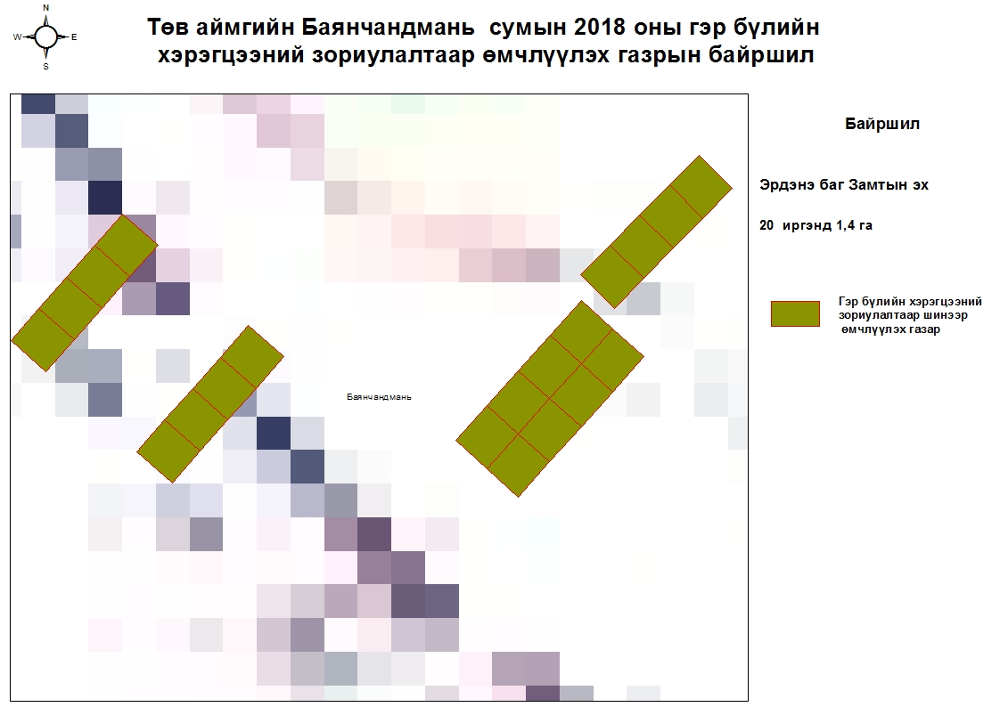 N
W E
S
Төв аймгийн Баянчандмань сумын 2018 оны гэр бүлийн
хэрэгцээний зориулалтаар өмчлүүлэх газрын байршил
Байршил
Эрдэнэ баг Замтын эх
20 иргэнд 1,4 га
Гэр бүлийн хэрэгцээний
зориулалтаар шинээр
өмчлүүлэх газар
Баянчандмань